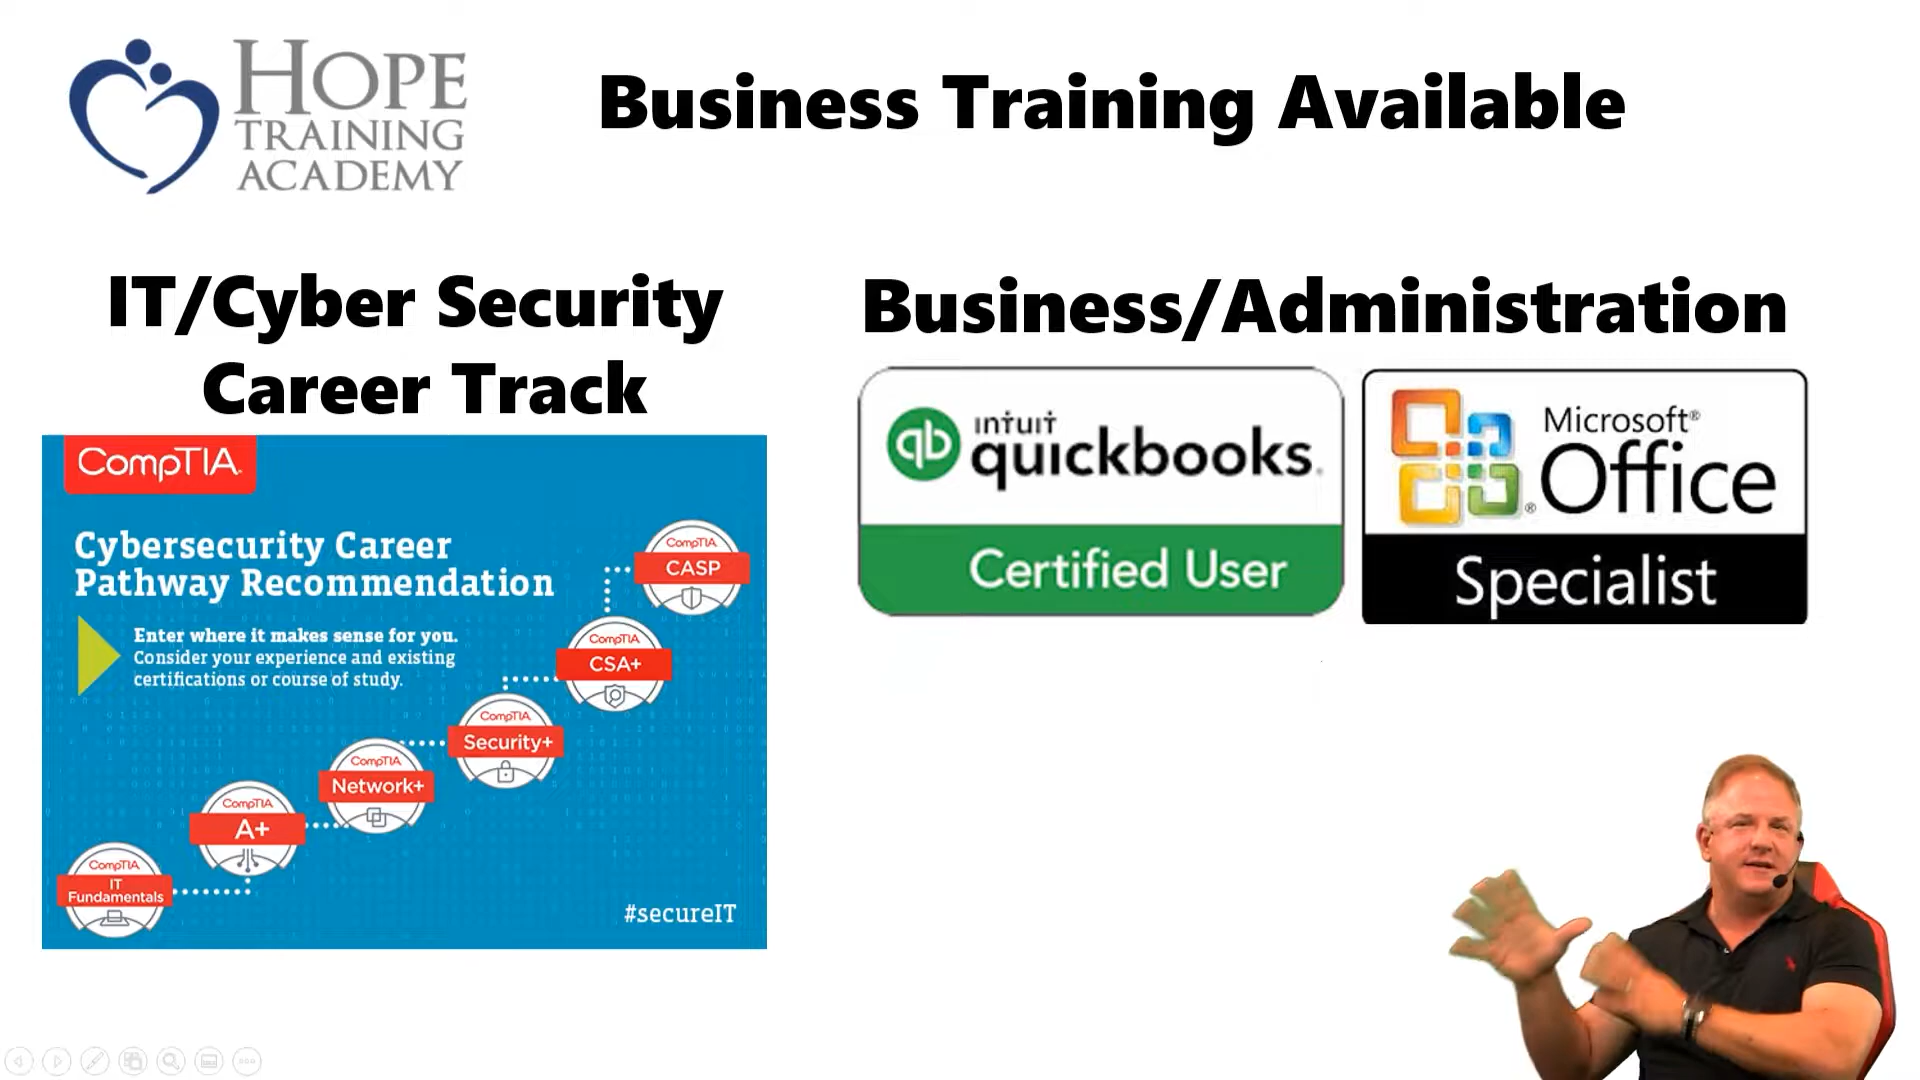 HOPE
TRAINING
ACADEMY
Business Training Available
IT/Cyber Security
Career Track
Business/Administration
CompTIA.
Cybersecurity Career
Pathway Recommendation
Enter where it makes sense for you.
Consider your experience and existing
certifications or course of study.
CompTIA
CASP
CompTIA
CSA+
CompTIA
Security+
CompTIA
Network+
CompTIA
A+
CompTIA
IT
Fundamentals
#secureIT
qb
intuit
quickbooks.
Certified User
Microsoft®
Office
®
Specialist